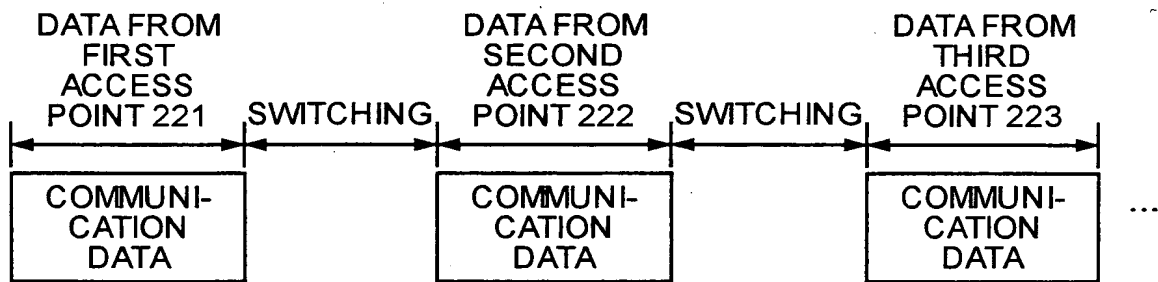 DATA FROM
FIRST
ACCESS
POINT 221
SWITCHING
DATA FROM
SECOND
ACCESS
POINT 222
SWITCHING
DATA FROM
THIRD
ACCESS
POINT 223
COMMUNI-
CATION
DATA
COMMUNI-
CATION
DATA
COMMUNI-
CATION
DATA
...